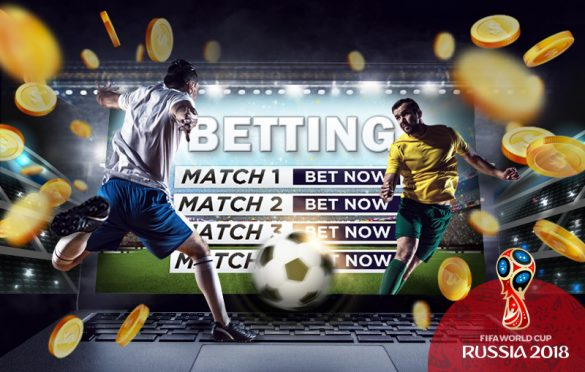 BETTING
MATCH 1 BET NOW
MATCH 2 BET NOW
MATCH 3 BET NOW
BET NOW
FIFA WORLD CUP
RUSSIA 2018